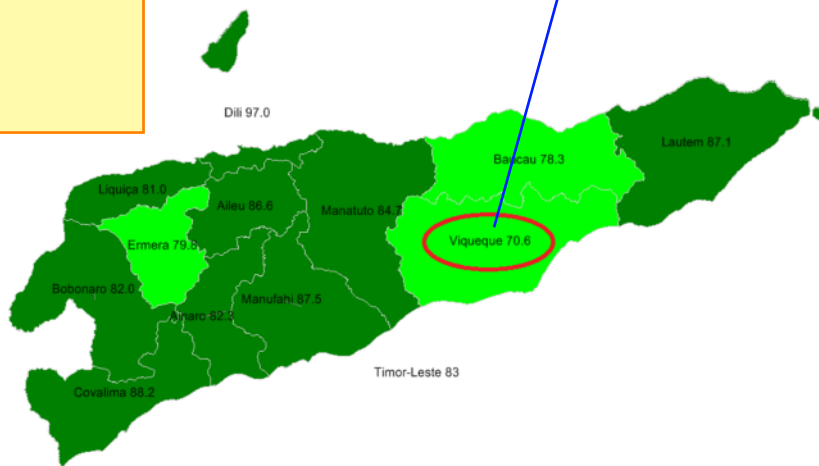 Dili 97.0
Lautem 87.1
Baucau 78.3
Liquiça 81.0
Aileu 86.6
Manatuto 84.7
Ermera 79.8
Viqueque 70.6
Bobonaro 82.0
Manufahi 87.5
Ainaro 82.3
Timor-Leste 83
Covalima 88.2